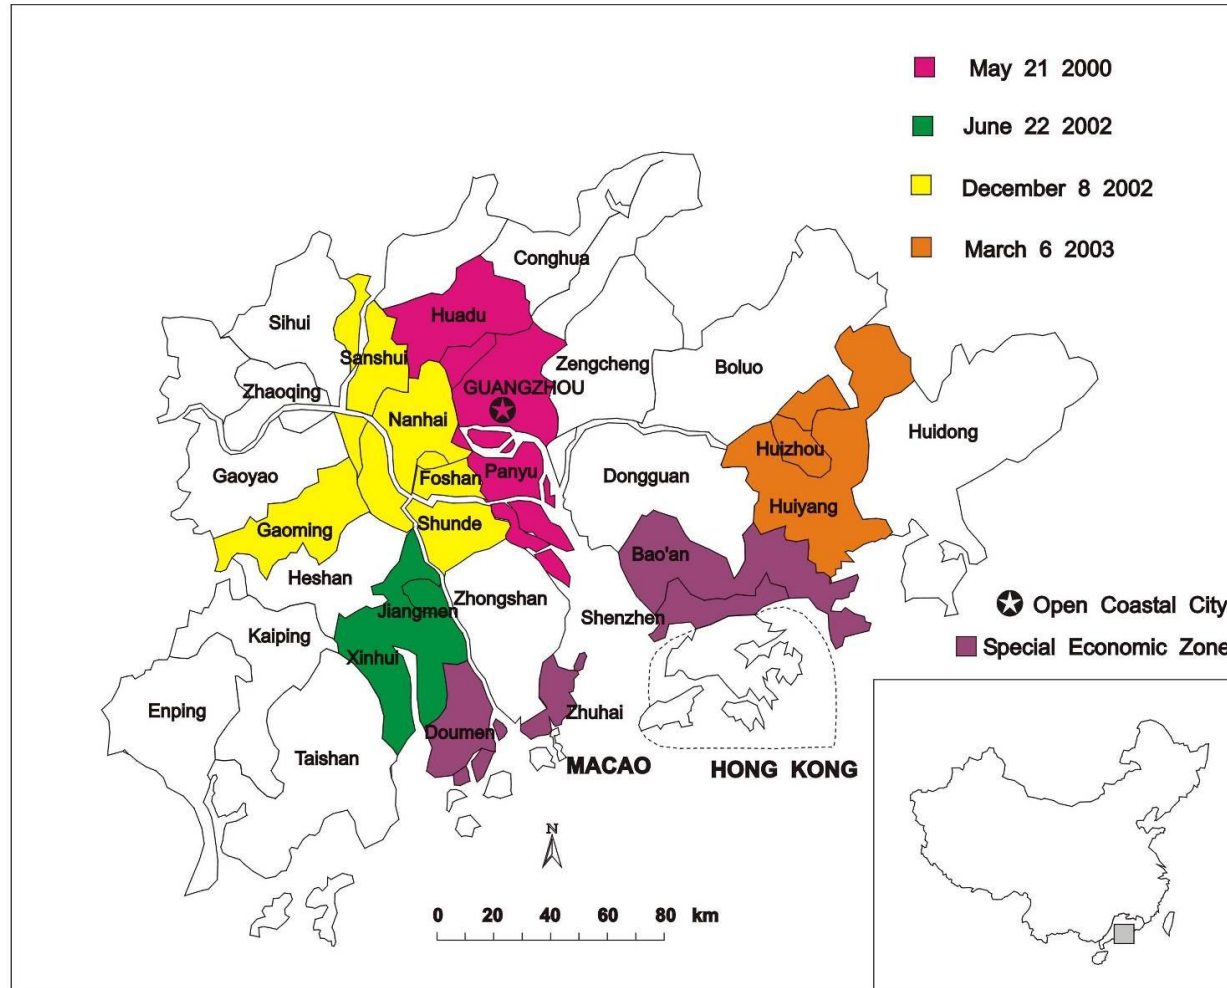 May 21 2000
June 22 2002
December 8 2002
March 6 2003
Conghua
Huadu
Sihui
Sanshui
Zengcheng
Boluo
Zhaoqing
GUANGZHOU
Nanhai
Huidong
Huizhou
Gaoyao
Foshan
Panyu
Dongguan
Huiyang
Gaoming
Shunde
Bao'an
Heshan
Zhongshan
Jiangmen
Shenzhen
Open Coastal City
Kaiping
Special Economic Zone
Xinhui
Enping
Zhuhai
Doumen
Taishan
MACAO
HONG KONG
N
0 20 40 60 80 km